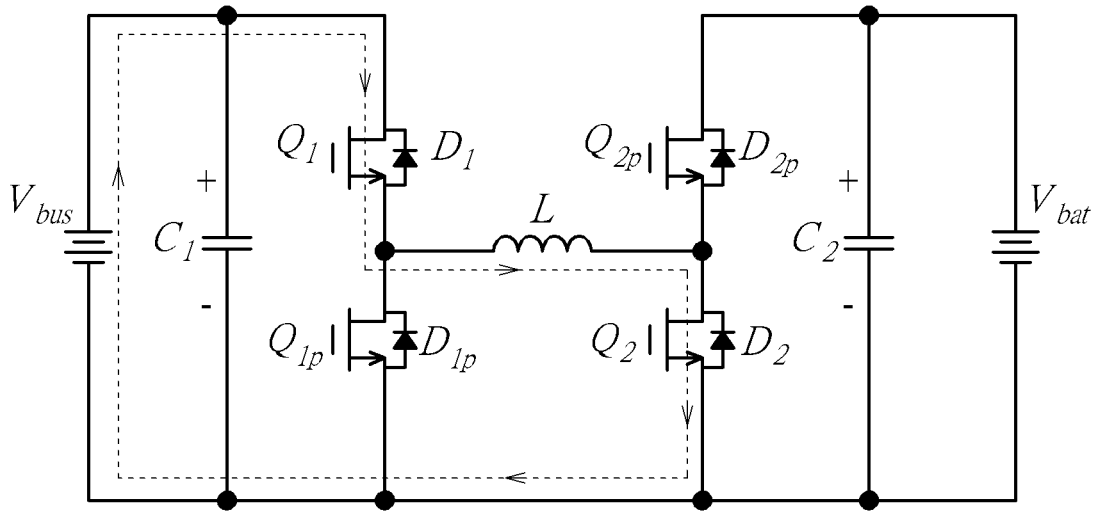 Q1 D1 Q2p D2p
+ +
Vbus C1 L C2 Vbat
- -
Q1p D1p Q2 D2